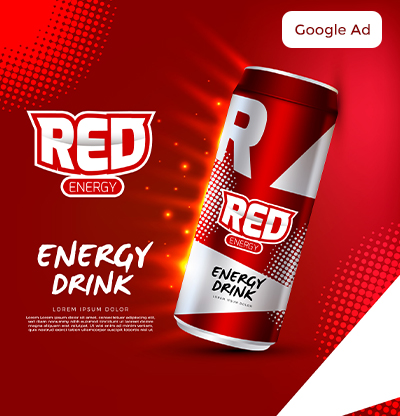 Google Ad
RED
ENERGY
ENERGY
DRINK
LOREM IPSUM DOLOR
R
RED
ENERGY
ENERGY
DRINK